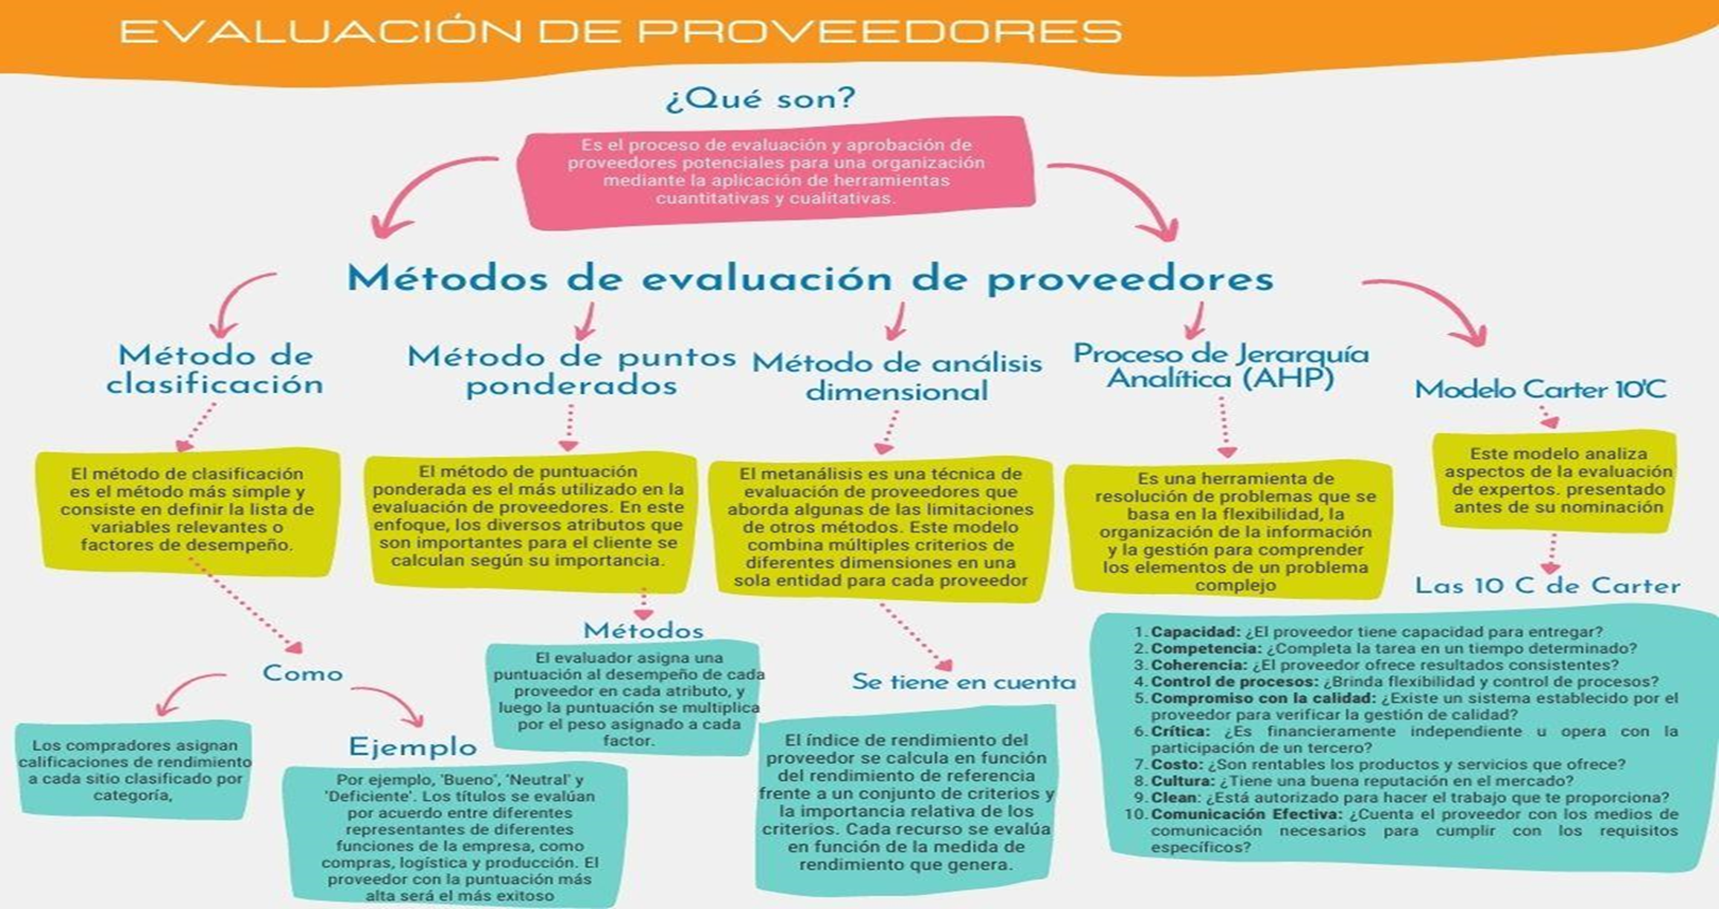 EVALUACIÓN DE PROVEEDORES
¿Qué son?
Es el proceso de evaluación y aprobación de
proveedores potenciales para una organización
mediante la aplicación de herramientas
cuantitativas y cualitativas.
Métodos de evaluación de proveedores
Método de
clasificación
El método de clasificación
es el método más simple y
consiste en definir la lista de
variables relevantes o
factores de desempeño.
Como
Los compradores asignan
calificaciones de rendimiento
a cada sitio clasificado por
categoría,
Ejemplo
Por ejemplo, 'Bueno', 'Neutral' y
'Deficiente'. Los títulos se evalúan
por acuerdo entre diferentes
representantes de diferentes
funciones de la empresa, como
compras, logística y producción. El
proveedor con la puntuación más
alta será el más exitoso
Método de puntos
ponderados
El método de puntuación
ponderada es el más utilizado en la
evaluación de proveedores. En este
enfoque, los diversos atributos que
son importantes para el cliente se
calculan según su importancia.
Métodos
El evaluador asigna una
puntuación al desempeño de cada
proveedor en cada atributo, y
luego la puntuación se multiplica
por el peso asignado a cada
factor.
Método de análisis
dimensional
El metanálisis es una técnica de
evaluación de proveedores que
aborda algunas de las limitaciones
de otros métodos. Este modelo
combina múltiples criterios de
diferentes dimensiones en una
sola entidad para cada proveedor
Se tiene en cuenta
El índice de rendimiento del
proveedor se calcula en función
del rendimiento de referencia
frente a un conjunto de criterios y
la importancia relativa de los
criterios. Cada recurso se evalúa
en función de la medida de
rendimiento que genera.
Proceso de Jerarquía
Analítica (AHP)
Es una herramienta de
resolución de problemas que se
basa en la flexibilidad, la
organización de la información
y la gestión para comprender
los elementos de un problema
complejo
Modelo Carter 10'C
Este modelo analiza
aspectos de la evaluación
de expertos. presentado
antes de su nominación
Las 10 C de Carter
1. Capacidad: ¿El proveedor tiene capacidad para entregar?
2. Competencia: ¿Completa la tarea en un tiempo determinado?
3. Coherencia: ¿El proveedor ofrece resultados consistentes?
4. Control de procesos: ¿Brinda flexibilidad y control de procesos?
5. Compromiso con la calidad: ¿Existe un sistema establecido por el
proveedor para verificar la gestión de calidad?
6. Crítica: ¿Es financieramente independiente u opera con la
participación de un tercero?
7. Costo: ¿Son rentables los productos y servicios que ofrece?
8. Cultura: ¿Tiene una buena reputación en el mercado?
9. Clean: ¿Está autorizado para hacer el trabajo que te proporciona?
10. Comunicación Efectiva: ¿Cuenta el proveedor con los medios de
comunicación necesarios para cumplir con los requisitos
específicos?